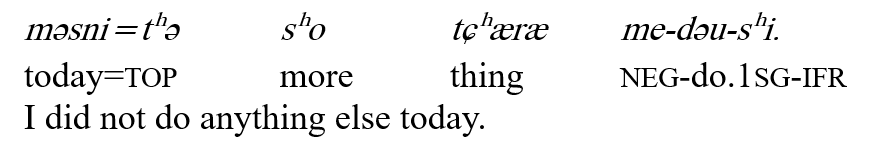 məsni=tʰə sʰo tɕʰæræ me-dəu-sʰi.
today=TOP more thing NEG-do.1SG-IFR
I did not do anything else today.